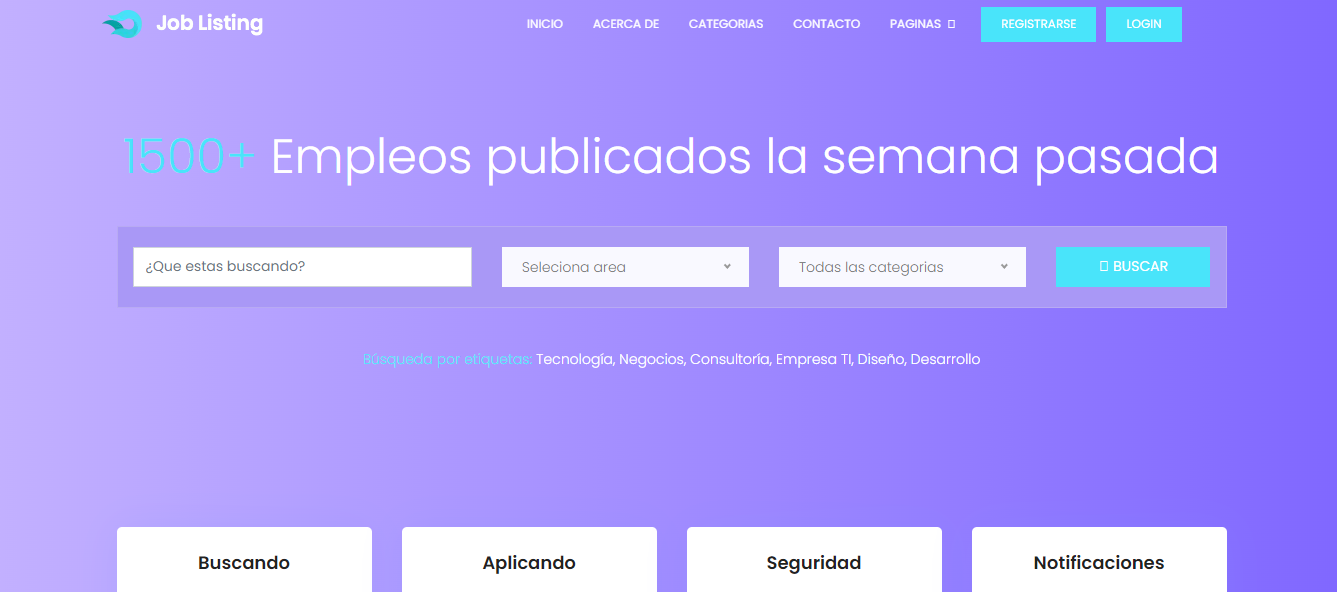 Job Listing
INICIO ACERCA DE CATEGORIAS CONTACTO PAGINAS REGISTRARSE LOGIN
1500+ Empleos publicados la semana pasada
¿Que estas buscando? Seleciona area Todas las categorias BUSCAR
Búsqueda por etiquetas: Tecnología, Negocios, Consultoría, Empresa TI, Diseño, Desarrollo
Buscando Aplicando Seguridad Notificaciones